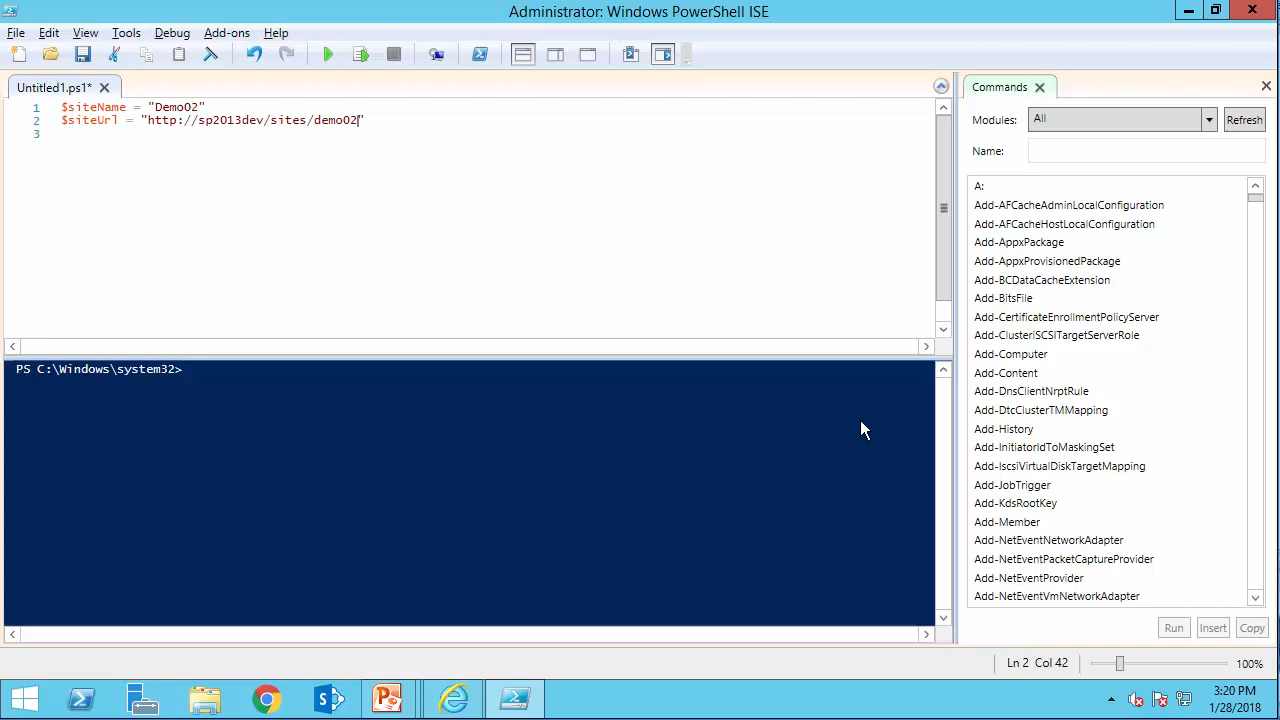 Administrator: Windows PowerShell ISE
File Edit View Tools Debug Add-ons Help
Untitled1.ps1*
1 $siteName = "Demo02"
2 $siteUrl = "http://sp2013dev/sites/demo02"
3
PS C:\Windows\system32>
Commands
Modules: All Refresh
Name:
A:
Add-AFCacheAdminLocalConfiguration
Add-AFCacheHostLocalConfiguration
Add-AppxPackage
Add-AppxProvisionedPackage
Add-BCDataCacheExtension
Add-BitsFile
Add-CertificateEnrollmentPolicyServer
Add-ClusteriSCSITargetServerRole
Add-Computer
Add-Content
Add-DnsClientNrptRule
Add-DtcClusterTMMapping
Add-History
Add-InitiatorIdToMaskingSet
Add-IscsiVirtualDiskTargetMapping
Add-JobTrigger
Add-KdsRootKey
Add-Member
Add-NetEventNetworkAdapter
Add-NetEventPacketCaptureProvider
Add-NetEventProvider
Add-NetEventVmNetworkAdapter
Run Insert Copy
Ln 2 Col 42 100%
3:20 PM
1/28/2018